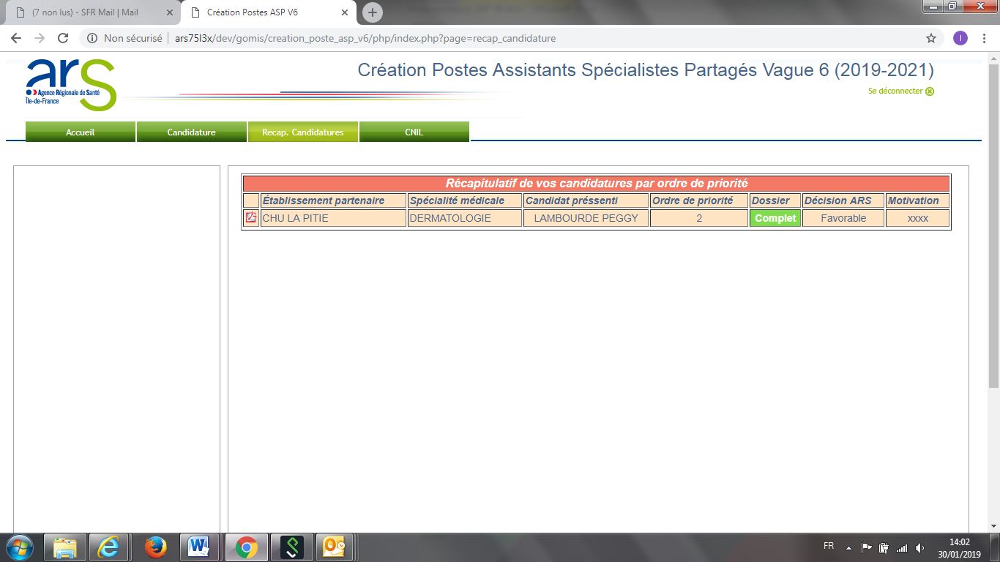 (7 non lus) - SFR Mail | Mail
Création Postes ASP V6
Non sécurisé | ars75l3x/dev/gomis/creation_poste_asp_v6/php/index.php?page=recap_candidature
I
ars
Agence Régionale de Santé
Île-de-France
Création Postes Assistants Spécialistes Partagés Vague 6 (2019-2021)
Se déconnecter
Accueil Candidature Recap. Candidatures CNIL
Récapitulatif de vos candidatures par ordre de priorité
Établissement partenaire Spécialité médicale Candidat préssenti Ordre de priorité Dossier Décision ARS Motivation
CHU LA PITIE DERMATOLOGIE LAMBOURDE PEGGY 2 Complet Favorable xxxx
FR
14:02
30/01/2019